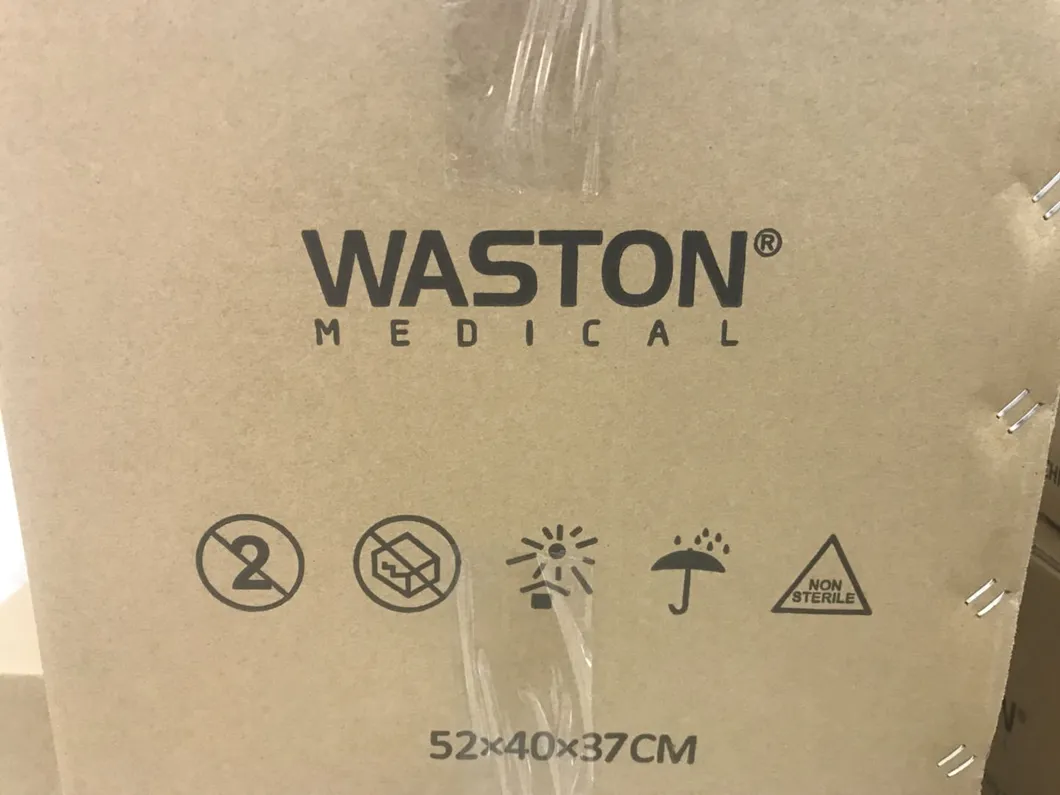 WASTON®
MEDICAL
2
NON
STERILE
52×40×37CM